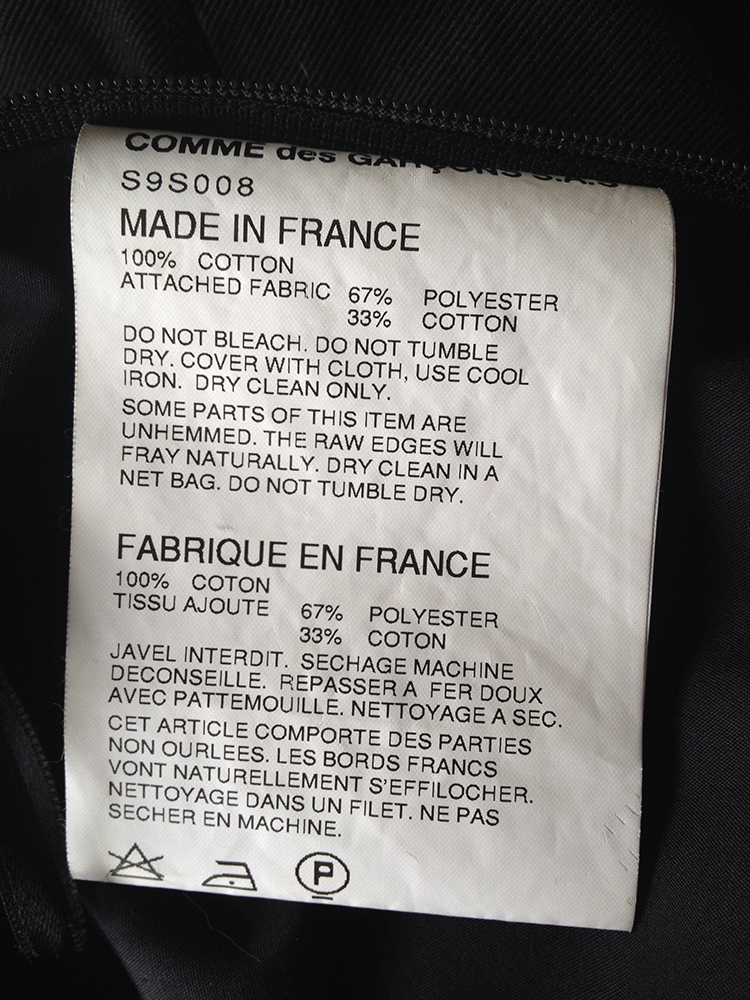 COMME des GARÇONS S.A.S
S9S008
MADE IN FRANCE
100% COTTON
ATTACHED FABRIC 67% POLYESTER
33% COTTON
DO NOT BLEACH. DO NOT TUMBLE
DRY. COVER WITH CLOTH, USE COOL
IRON. DRY CLEAN ONLY.
SOME PARTS OF THIS ITEM ARE
UNHEMMED. THE RAW EDGES WILL
FRAY NATURALLY. DRY CLEAN IN A
NET BAG. DO NOT TUMBLE DRY.
FABRIQUE EN FRANCE
100% COTON
TISSU AJOUTE 67% POLYESTER
33% COTON
JAVEL INTERDIT. SECHAGE MACHINE
DECONSEILLE. REPASSER A FER DOUX
AVEC PATTEMOUILLE. NETTOYAGE A SEC.
CET ARTICLE COMPORTE DES PARTIES
NON OURLEES. LES BORDS FRANCS
VONT NATURELLEMENT S'EFFILOCHER.
NETTOYAGE DANS UN FILET. NE PAS
SECHER EN MACHINE.
P